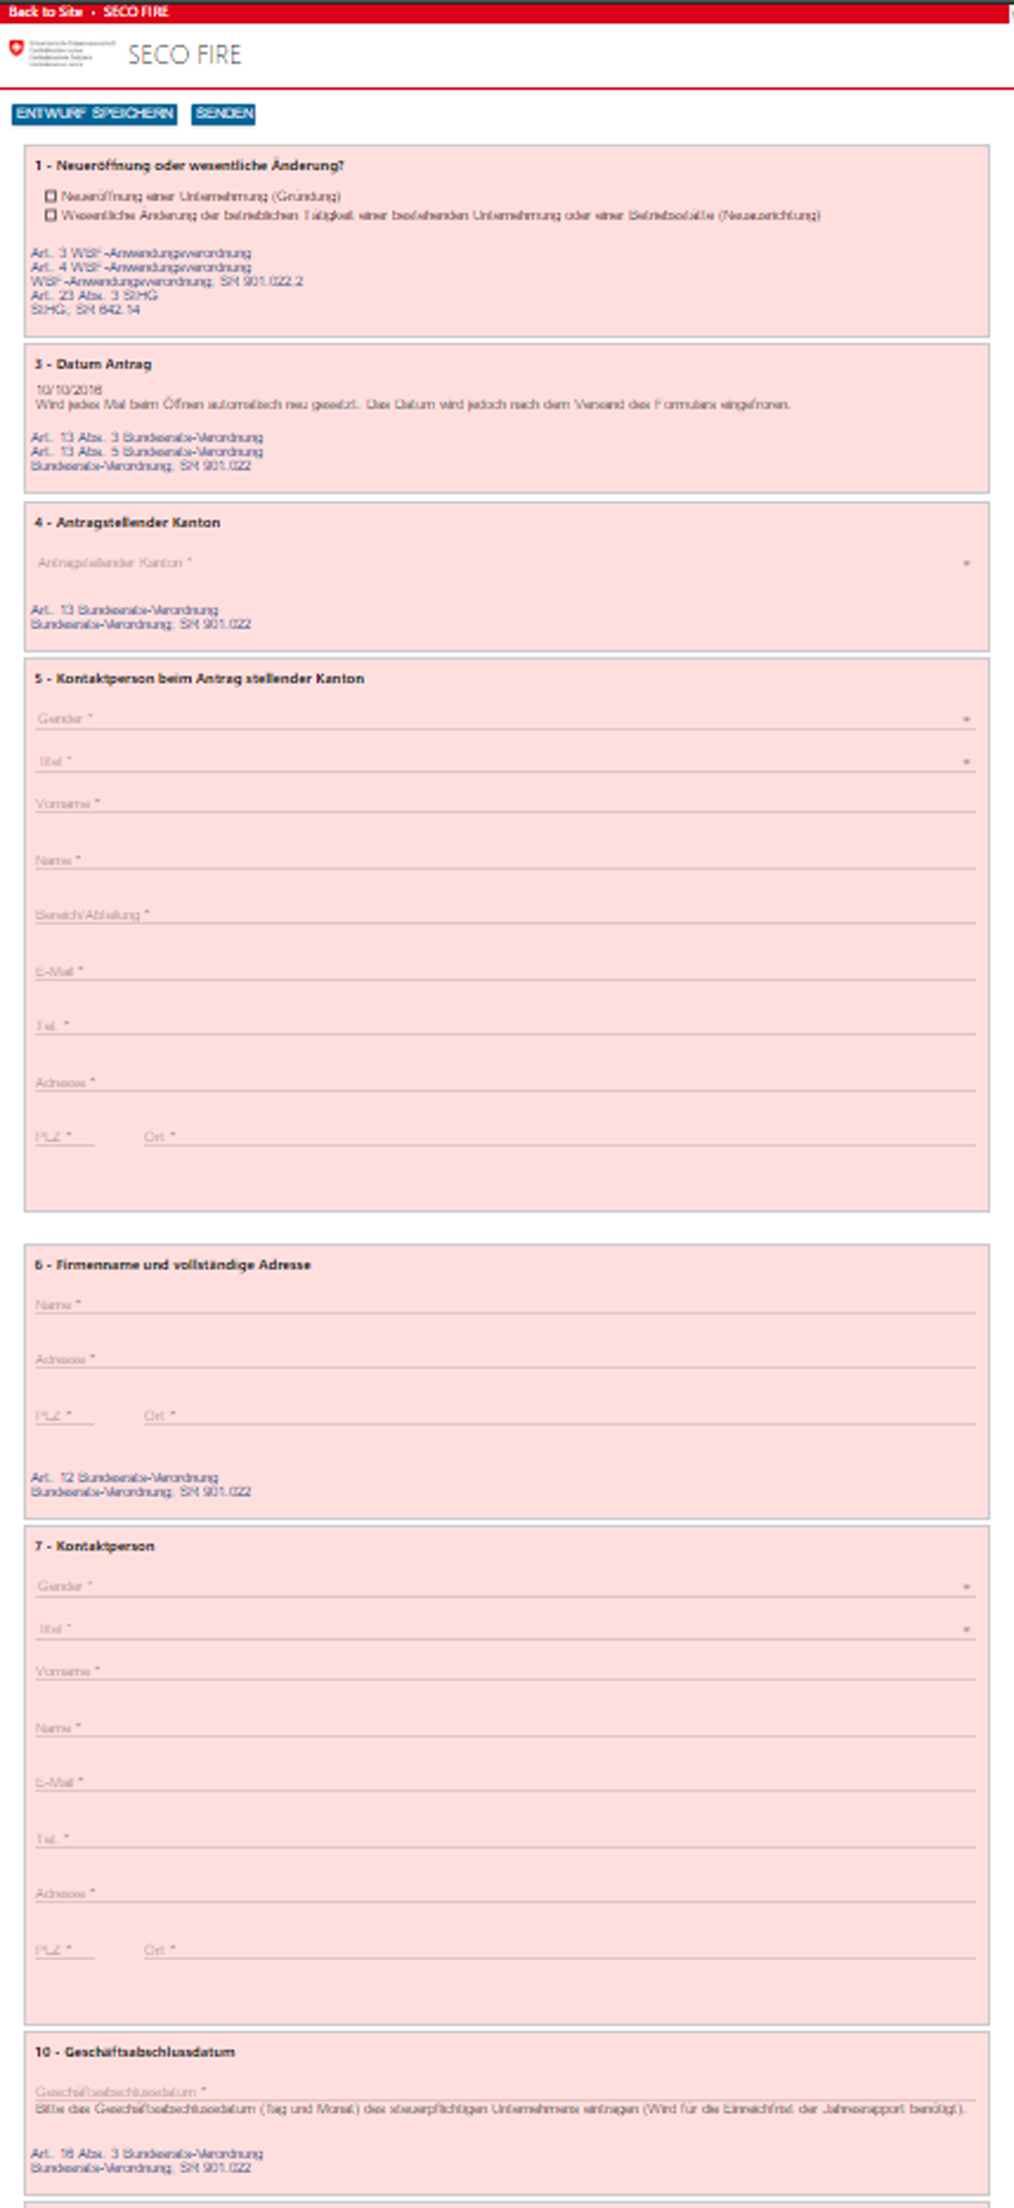 Back to Site • SECO FIRE
SECO FIRE
ENTWURF SPEICHERN SENDEN
1 - Neueröffnung oder wesentliche Änderung?
Neueröffnung einer Unternehmung (Gründung)
Wesentliche Änderung der betrieblichen Tätigkeit einer bestehenden Unternehmung oder einer Betriebsstätte (Neuausrichtung)
Art. 3 WBF-Anwendungsverordnung
Art. 4 WBF-Anwendungsverordnung
WBF-Anwendungsverordnung; SR 901.022.2
Art. 23 Abs. 3 StHG
StHG; SR 642.14
3 - Datum Antrag
10/10/2016
Wird jedes Mal beim Öffnen automatisch neu gesetzt. Das Datum wird jedoch nach dem Versand des Formulars eingefroren.
Art. 13 Abs. 3 Bundesrats-Verordnung
Art. 13 Abs. 5 Bundesrats-Verordnung
Bundesrats-Verordnung; SR 901.022
4 - Antragstellender Kanton
Antragstellender Kanton *
Art. 13 Bundesrats-Verordnung
Bundesrats-Verordnung; SR 901.022
5 - Kontaktperson beim Antrag stellender Kanton
Gender *
Titel *
Vorname *
Name *
Bereich/Abteilung *
E-Mail *
Tel. *
Adresse *
PLZ * Ort *
6 - Firmenname und vollständige Adresse
Name *
Adresse *
PLZ * Ort *
Art. 12 Bundesrats-Verordnung
Bundesrats-Verordnung; SR 901.022
7 - Kontaktperson
Gender *
Titel *
Vorname *
Name *
E-Mail *
Tel. *
Adresse *
PLZ * Ort *
10 - Geschäftsabschlussdatum
Geschäftsabschlussdatum *
Bitte das Geschäftsabschlussdatum (Tag und Monat) des steuerpflichtigen Unternehmens eintragen (Wird für die Einreichfrist der Jahresrapport benötigt).
Art. 16 Abs. 3 Bundesrats-Verordnung
Bundesrats-Verordnung; SR 901.022